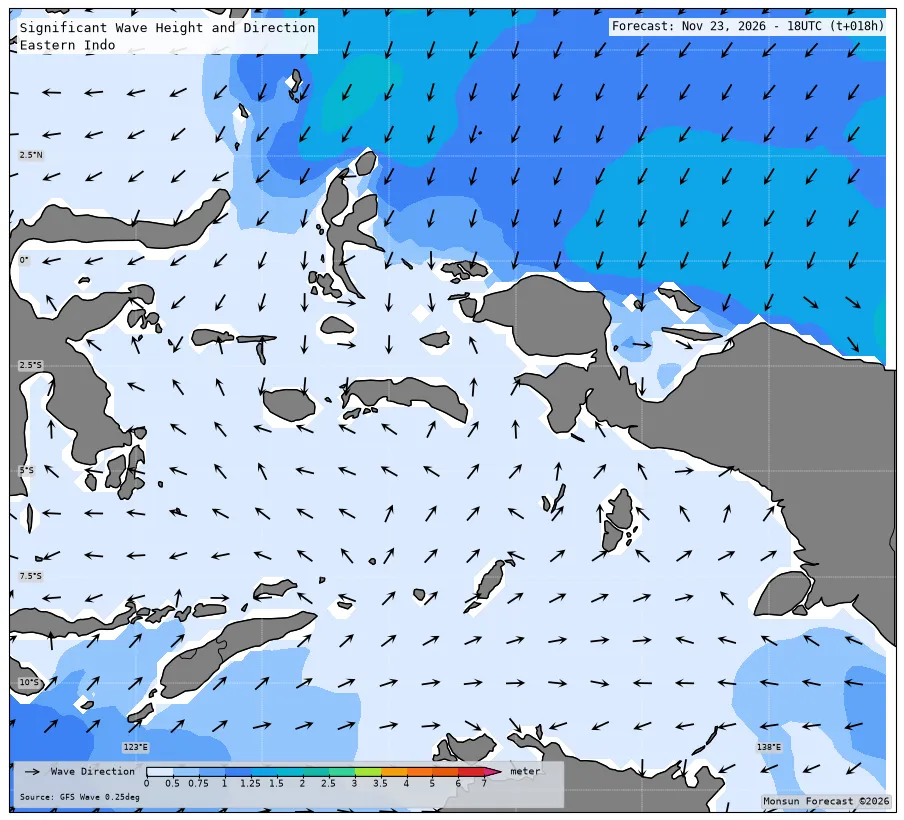 Significant Wave Height and Direction
Eastern Indo
Forecast: Nov 23, 2026 - 18UTC (t+018h)
2.5°N
0°
2.5°S
5°S
7.5°S
10°S
123°E
138°E
Wave Direction
meter
0 0.5 0.75 1 1.25 1.5 2 2.5 3 3.5 4 5 6 7
Source: GFS Wave 0.25deg
Monsun Forecast ©2026